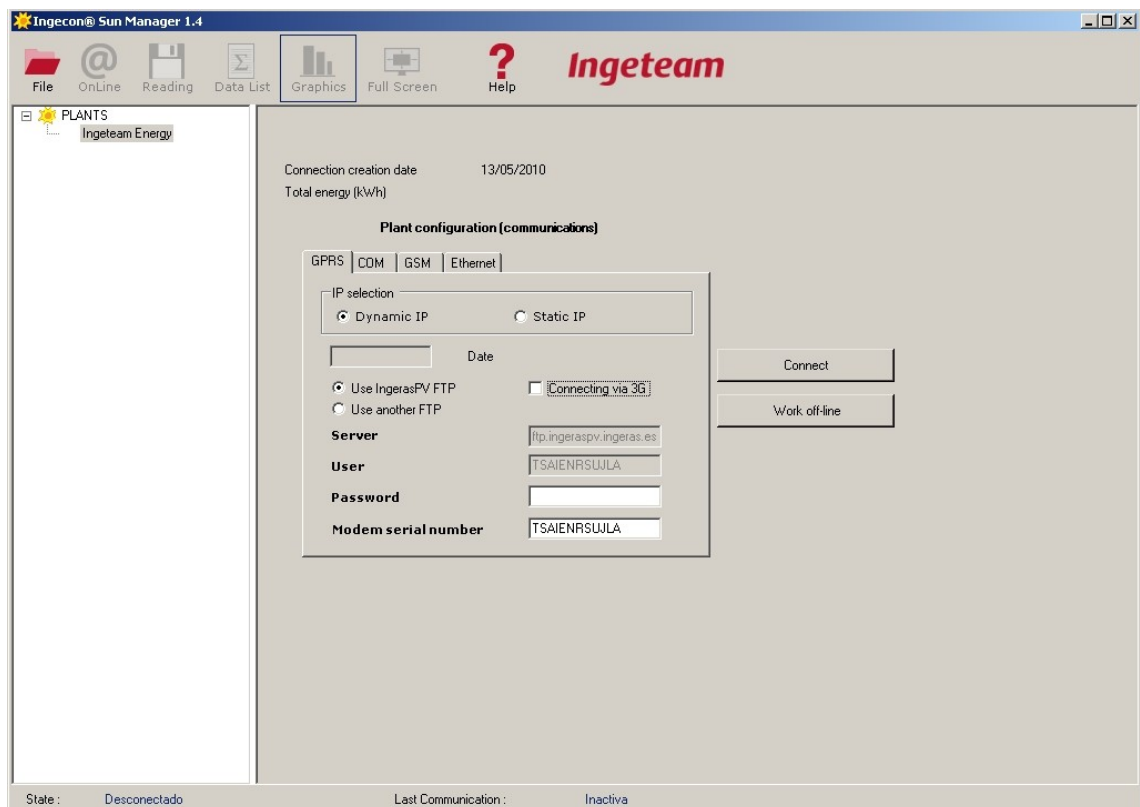 Ingecon® Sun Manager 1.4
File OnLine Reading Data List Graphics Full Screen Help Ingeteam
PLANTS
Ingeteam Energy
Connection creation date 13/05/2010
Total energy (kWh)
Plant configuration (communications)
GPRS COM GSM Ethernet
IP selection
Dynamic IP Static IP
Date
Connect
Use IngerasPV FTP Connecting via 3G
Use another FTP
Work off-line
Server ftp.ingeraspv.ingeras.es
User TSAIENRSUJLA
Password
Modem serial number TSAIENRSUJLA
State : Desconectado Last Communication : Inactiva